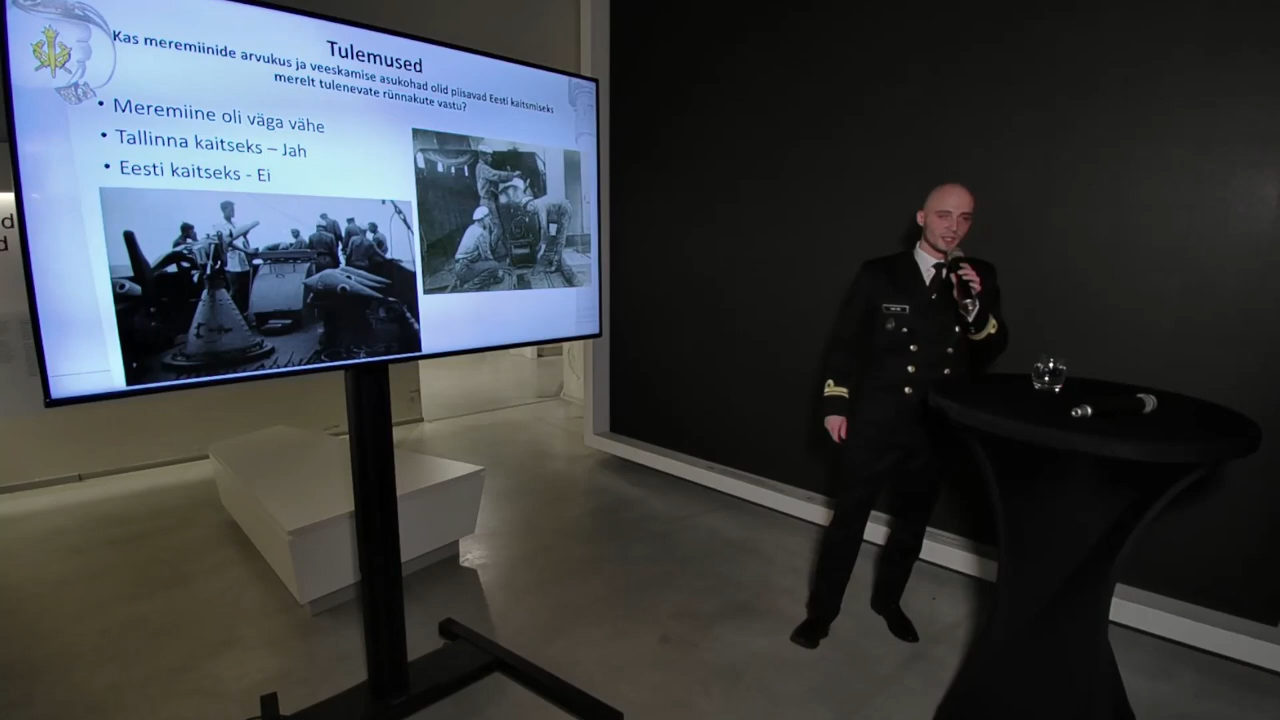 Tulemused
Kas meremiinide arvukus ja veeskamise asukohad olid piisavad Eesti kaitsmiseks
merelt tulenevate rünnakute vastu?
• Meremiine oli väga vähe
• Tallinna kaitseks – Jah
• Eesti kaitseks - Ei
d
d